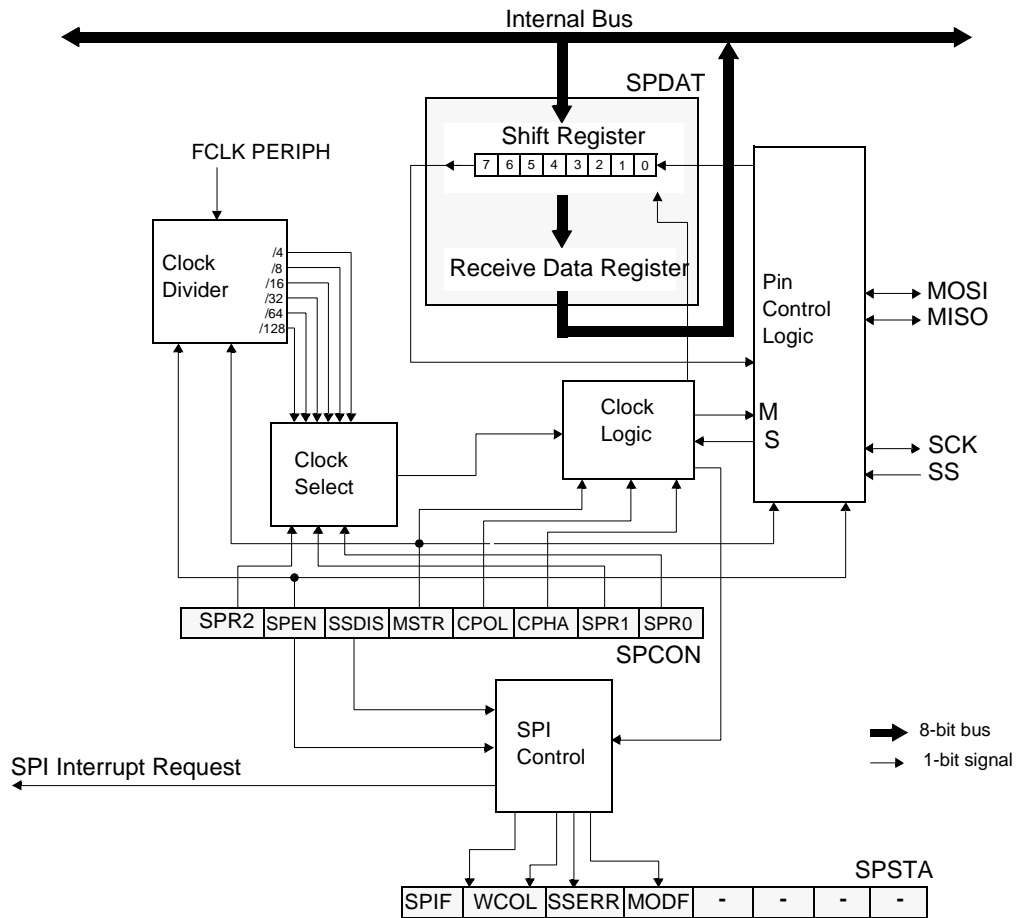 Internal Bus
SPDAT
Shift Register
7 6 5 4 3 2 1 0
FCLK PERIPH
Clock
Divider
/4
/8
/16
/32
/64
/128
Receive Data Register
Pin
Control
Logic
MOSI
MISO
Clock
Logic
M
S
SCK
SS
Clock
Select
SPR2 SPEN SSDIS MSTR CPOL CPHA SPR1 SPR0
SPCON
SPI
Control
8-bit bus
1-bit signal
SPI Interrupt Request
SPSTA
SPIF WCOL SSERR MODF - - - -